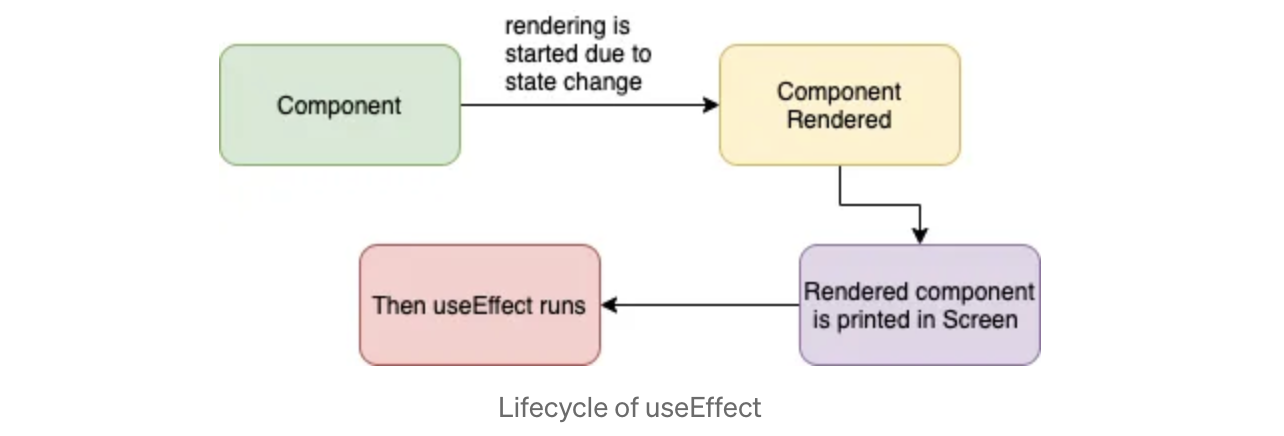 rendering is
started due to
state change
Component
Component
Rendered
Then useEffect runs
Rendered component
is printed in Screen
Lifecycle of useEffect